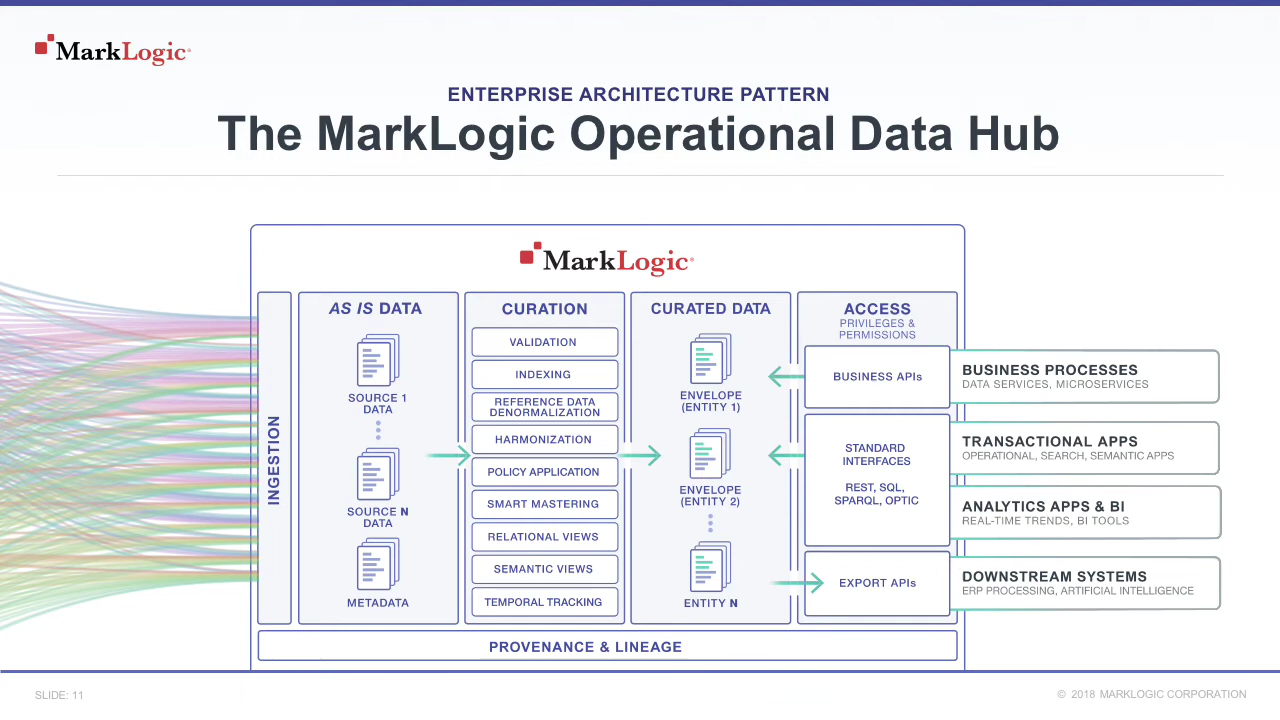 MarkLogic®
ENTERPRISE ARCHITECTURE PATTERN
The MarkLogic Operational Data Hub
MarkLogic®
INGESTION
AS IS DATA
SOURCE 1
DATA
SOURCE N
DATA
METADATA
CURATION
VALIDATION
INDEXING
REFERENCE DATA
DENORMALIZATION
HARMONIZATION
POLICY APPLICATION
SMART MASTERING
RELATIONAL VIEWS
SEMANTIC VIEWS
TEMPORAL TRACKING
CURATED DATA
ENVELOPE
(ENTITY 1)
ENVELOPE
(ENTITY 2)
ENTITY N
ACCESS
PRIVILEGES &
PERMISSIONS
BUSINESS APIs
STANDARD
INTERFACES
REST, SQL,
SPARQL, OPTIC
EXPORT APIs
BUSINESS PROCESSES
DATA SERVICES, MICROSERVICES
TRANSACTIONAL APPS
OPERATIONAL, SEARCH, SEMANTIC APPS
ANALYTICS APPS & BI
REAL-TIME TRENDS, BI TOOLS
DOWNSTREAM SYSTEMS
ERP PROCESSING, ARTIFICIAL INTELLIGENCE
PROVENANCE & LINEAGE
SLIDE: 11
© 2018 MARKLOGIC CORPORATION